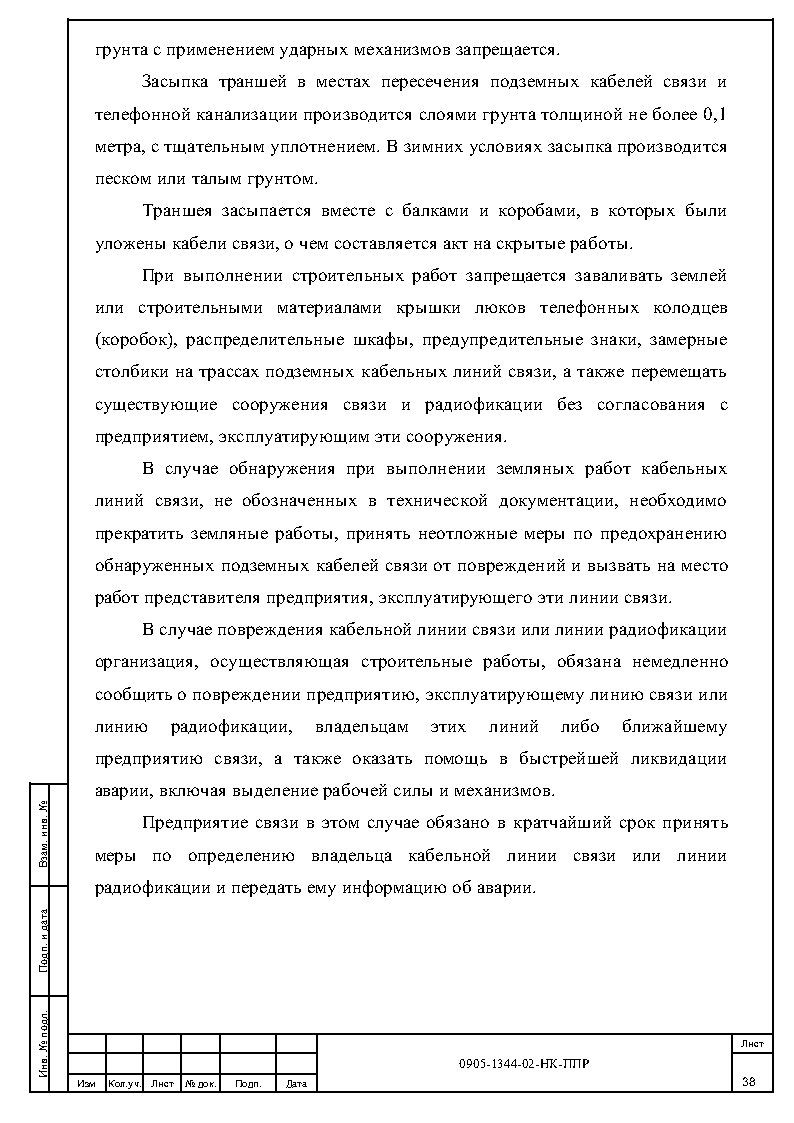 грунта с применением ударных механизмов запрещается.
Засыпка траншей в местах пересечения подземных кабелей связи и
телефонной канализации производится слоями грунта толщиной не более 0,1
метра, с тщательным уплотнением. В зимних условиях засыпка производится
песком или талым грунтом.
Траншея засыпается вместе с балками и коробами, в которых были
уложены кабели связи, о чем составляется акт на скрытые работы.
При выполнении строительных работ запрещается заваливать землей
или строительными материалами крышки люков телефонных колодцев
(коробок), распределительные шкафы, предупредительные знаки, замерные
столбики на трассах подземных кабельных линий связи, а также перемещать
существующие сооружения связи и радиофикации без согласования с
предприятием, эксплуатирующим эти сооружения.
В случае обнаружения при выполнении земляных работ кабельных
линий связи, не обозначенных в технической документации, необходимо
прекратить земляные работы, принять неотложные меры по предохранению
обнаруженных подземных кабелей связи от повреждений и вызвать на место
работ представителя предприятия, эксплуатирующего эти линии связи.
В случае повреждения кабельной линии связи или линии радиофикации
организация, осуществляющая строительные работы, обязана немедленно
сообщить о повреждении предприятию, эксплуатирующему линию связи или
линию радиофикации, владельцам этих линий либо ближайшему
предприятию связи, а также оказать помощь в быстрейшей ликвидации
аварии, включая выделение рабочей силы и механизмов.
Предприятие связи в этом случае обязано в кратчайший срок принять
меры по определению владельца кабельной линии связи или линии
радиофикации и передать ему информацию об аварии.
Взам. инв. №
Подп. и дата
Инв. № подл.
Изм Кол.уч. Лист № док. Подп. Дата
0905-1344-02-НК-ППР
Лист
38